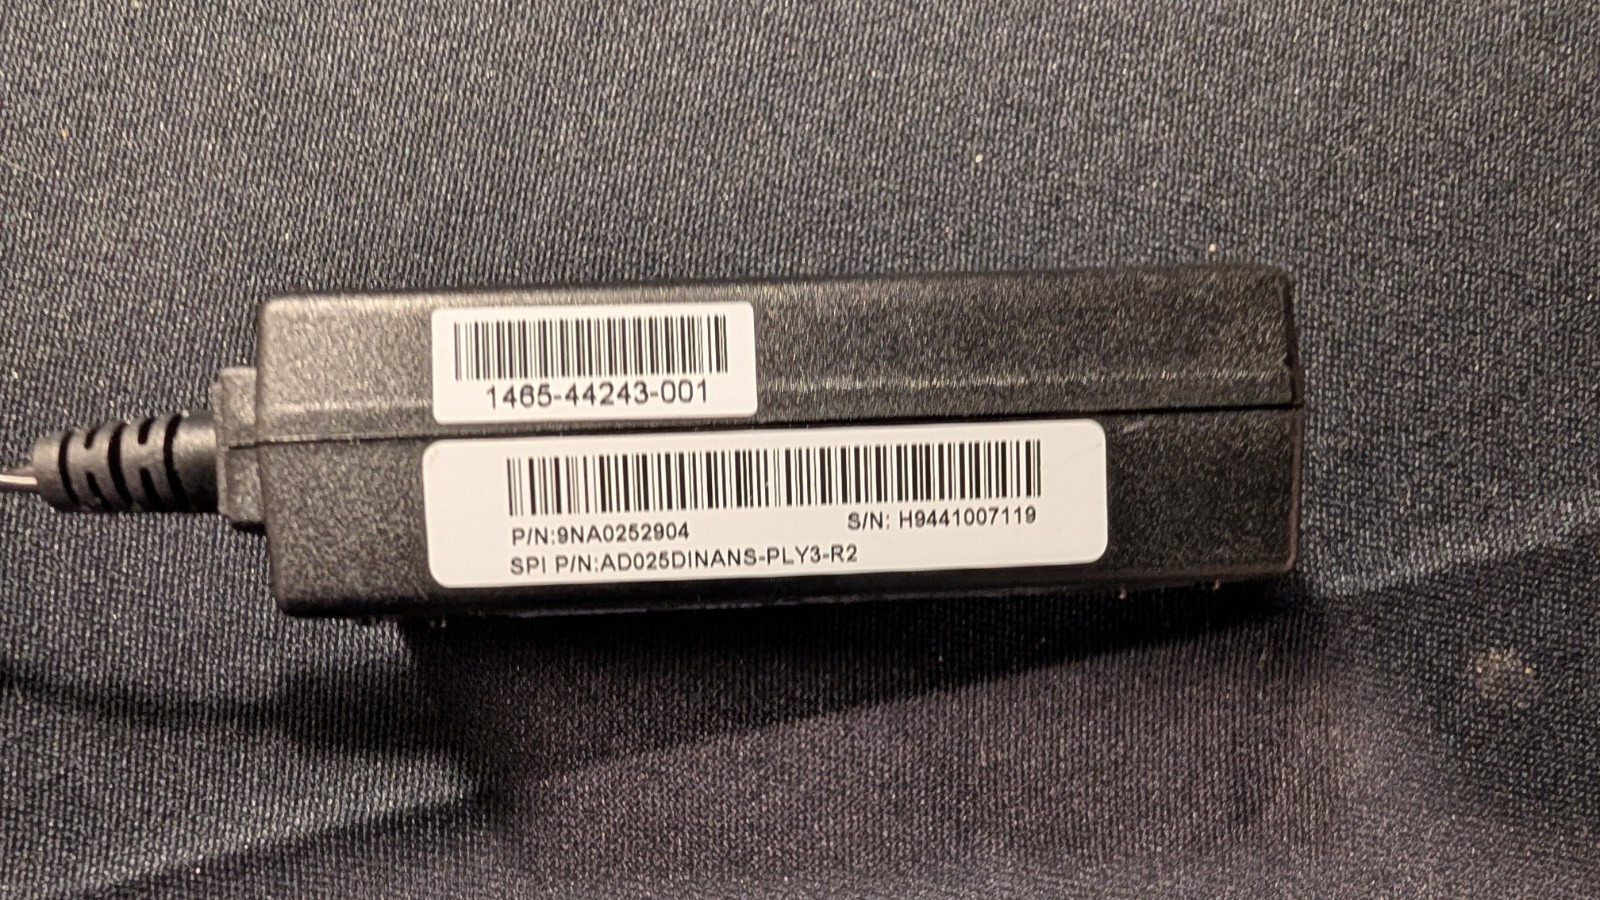 1465-44243-001
P/N:9NA0252904 S/N: H9441007119
SPI P/N:AD025DINANS-PLY3-R2